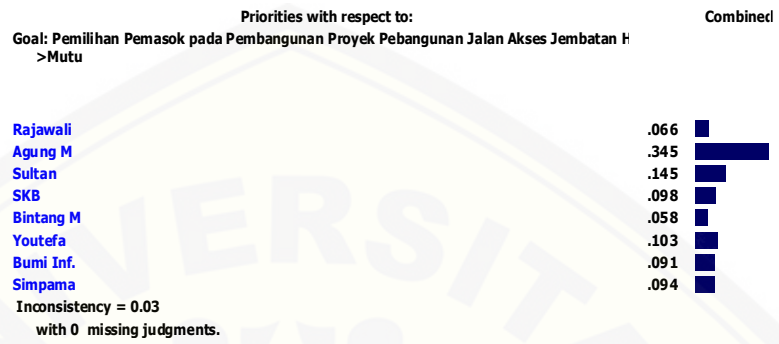 Priorities with respect to: Combined
Goal: Pemilihan Pemasok pada Pembangunan Proyek Pebangunan Jalan Akses Jembatan H
>Mutu
Rajawali .066
Agung M .345
Sultan .145
SKB .098
Bintang M .058
Youtefa .103
Bumi Inf. .091
Simpama .094
Inconsistency = 0.03
with 0 missing judgments.
VERSITA